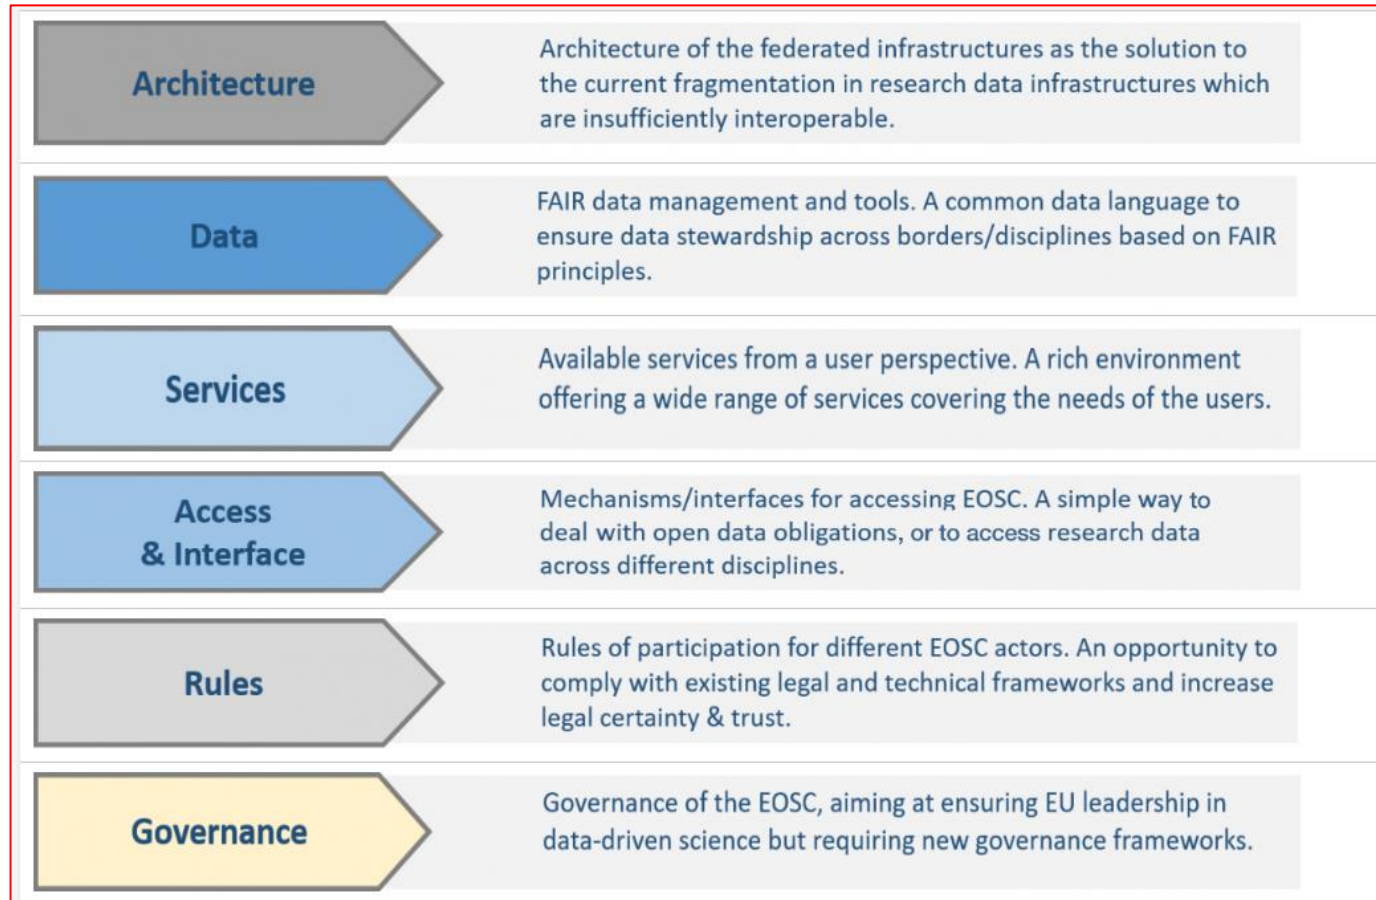 Architecture
Architecture of the federated infrastructures as the solution to
the current fragmentation in research data infrastructures which
are insufficiently interoperable.
Data
FAIR data management and tools. A common data language to
ensure data stewardship across borders/disciplines based on FAIR
principles.
Services
Available services from a user perspective. A rich environment
offering a wide range of services covering the needs of the users.
Access
& Interface
Mechanisms/interfaces for accessing EOSC. A simple way to
deal with open data obligations, or to access research data
across different disciplines.
Rules
Rules of participation for different EOSC actors. An opportunity to
comply with existing legal and technical frameworks and increase
legal certainty & trust.
Governance
Governance of the EOSC, aiming at ensuring EU leadership in
data-driven science but requiring new governance frameworks.